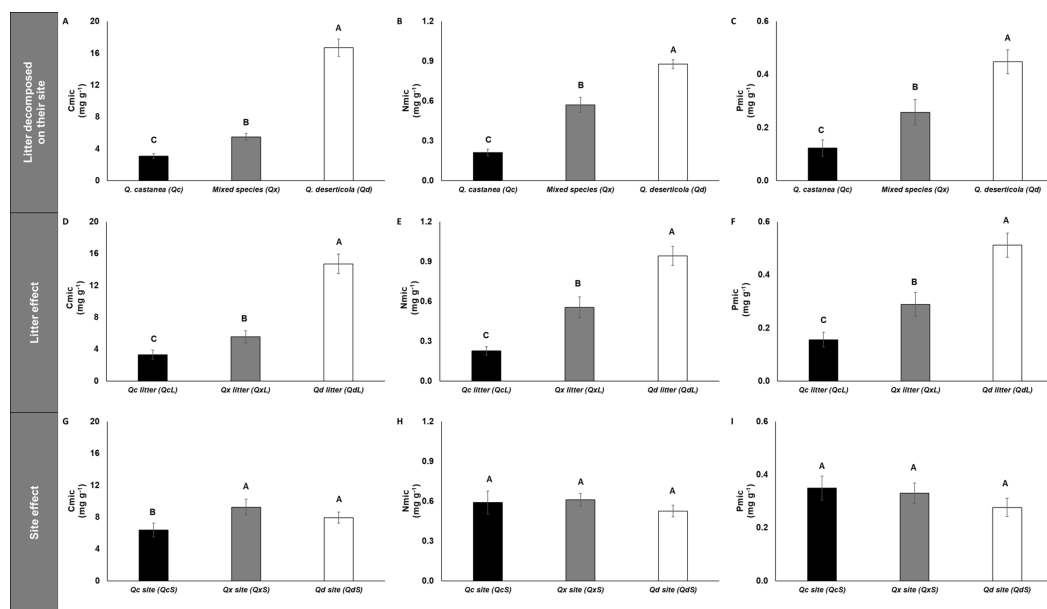 Litter decomposed
on their site
A
20
16
12
8
4
0
Cmic
(mg g-1)
C
B
A
Q. castanea (Qc)
Mixed species (Qx)
Q. deserticola (Qd)
B
1.2
0.9
0.6
0.3
0.0
Nmic
(mg g-1)
C
B
A
Q. castanea (Qc)
Mixed species (Qx)
Q. deserticola (Qd)
C
0.6
0.4
0.2
0.0
Pmic
(mg g-1)
C
B
A
Q. castanea (Qc)
Mixed species (Qx)
Q. deserticola (Qd)
Litter effect
D
20
16
12
8
4
0
Cmic
(mg g-1)
C
B
A
Qc litter (QcL)
Qx litter (QxL)
Qd litter (QdL)
E
1.2
0.9
0.6
0.3
0.0
Nmic
(mg g-1)
C
B
A
Qc litter (QcL)
Qx litter (QxL)
Qd litter (QdL)
F
0.6
0.4
0.2
0.0
Pmic
(mg g-1)
C
B
A
Qc litter (QcL)
Qx litter (QxL)
Qd litter (QdL)
Site effect
G
20
16
12
8
4
0
Cmic
(mg g-1)
B
A
A
Qc site (QcS)
Qx site (QxS)
Qd site (QdS)
H
1.2
0.9
0.6
0.3
0.0
Nmic
(mg g-1)
A
A
A
Qc site (QcS)
Qx site (QxS)
Qd site (QdS)
I
0.6
0.4
0.2
0.0
Pmic
(mg g-1)
A
A
A
Qc site (QcS)
Qx site (QxS)
Qd site (QdS)